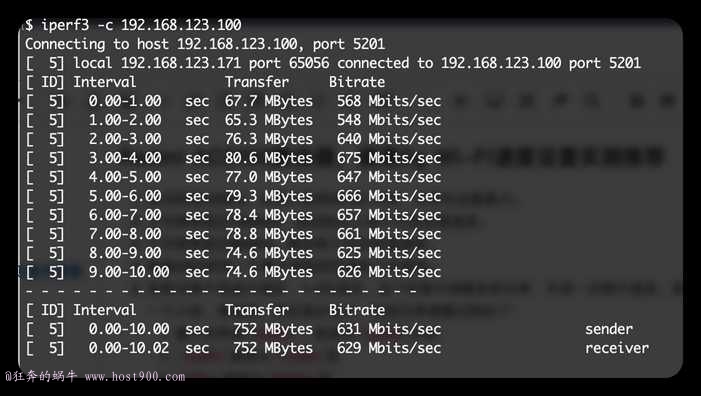 $ iperf3 -c 192.168.123.100
Connecting to host 192.168.123.100, port 5201
[  5] local 192.168.123.171 port 65056 connected to 192.168.123.100 port 5201
[ ID] Interval           Transfer     Bitrate
[  5]   0.00-1.00   sec  67.7 MBytes   568 Mbits/sec
[  5]   1.00-2.00   sec  65.3 MBytes   548 Mbits/sec
[  5]   2.00-3.00   sec  76.3 MBytes   640 Mbits/sec
[  5]   3.00-4.00   sec  80.6 MBytes   675 Mbits/sec
[  5]   4.00-5.00   sec  77.0 MBytes   647 Mbits/sec
[  5]   5.00-6.00   sec  79.3 MBytes   666 Mbits/sec
[  5]   6.00-7.00   sec  78.4 MBytes   657 Mbits/sec
[  5]   7.00-8.00   sec  78.8 MBytes   661 Mbits/sec
[  5]   8.00-9.00   sec  74.6 MBytes   625 Mbits/sec
[  5]   9.00-10.00  sec  74.6 MBytes   626 Mbits/sec
- - - - - - - - - - - - - - - - - - - - - - - - -
[ ID] Interval           Transfer     Bitrate
[  5]   0.00-10.00  sec   752 MBytes   631 Mbits/sec                  sender
[  5]   0.00-10.02  sec   752 MBytes   629 Mbits/sec                  receiver
@狂奔的蜗牛 www.host900.com